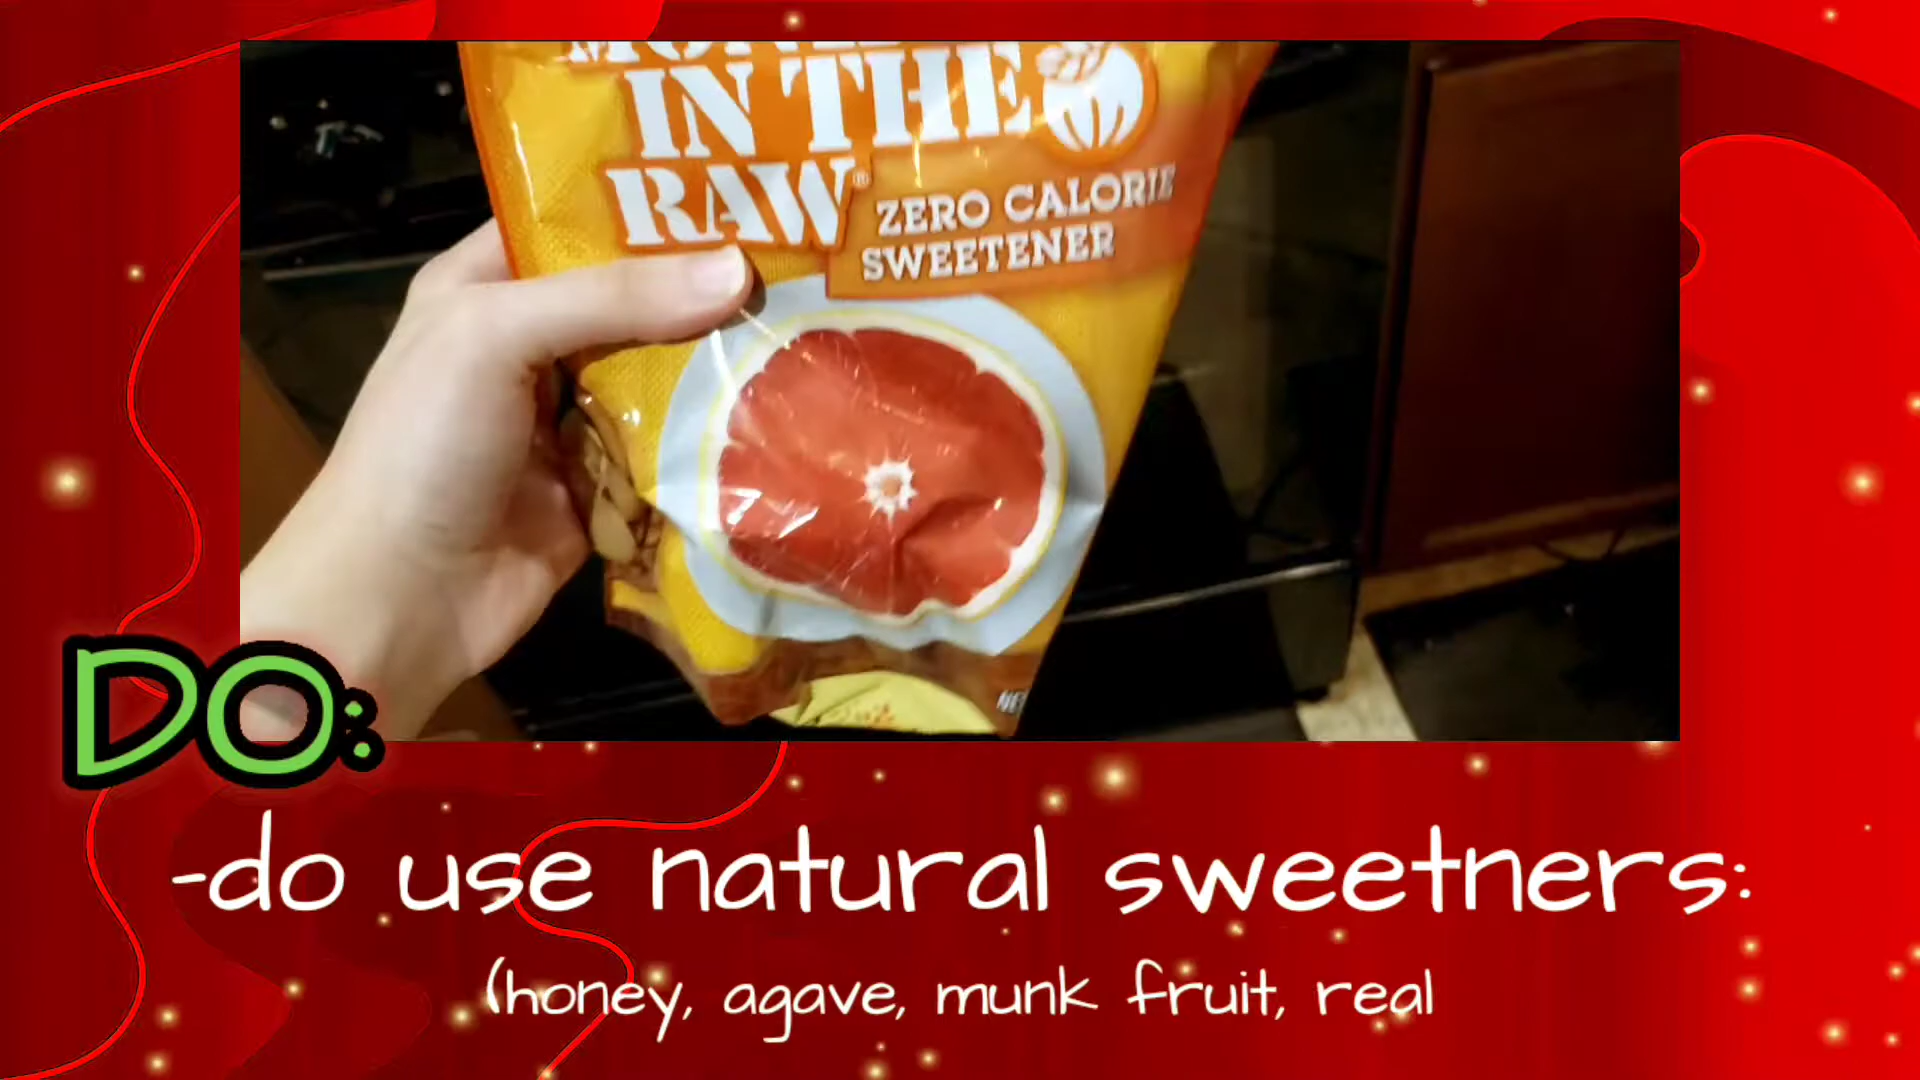 IN THE
RAW®
ZERO CALORIE
SWEETENER
DO:
-do use natural sweetners:
(honey, agave, munk fruit, real